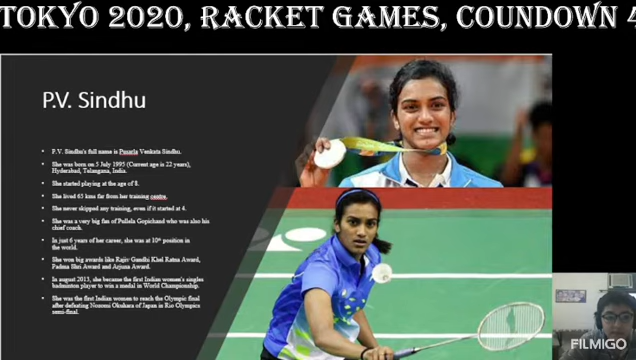 TOKYO 2020, RACKET GAMES, COUNDOWN 4
P.V. Sindhu
P.V. Sindhu's full name is Pusarla Venkata Sindhu.
She was born on 5 July 1995 (Current age is 22 years),
Hyderabad, Telangana, India.
She started playing at the age of 8.
She lived 65 kms far from her training centre.
She never skipped any training, even if it started at 4.
She was a very big fan of Pullela Gopichand who was also his
chief coach.
In just 6 years of her career, she was at 10th position in
the world.
She won big awards like Rajiv Gandhi Khel Ratna Award,
Padma Shri Award and Arjuna Award.
In august 2013, she became the first Indian women's singles
badminton player to win a medal in World Championship.
She was the first Indian women to reach the Olympic final
after defeating Nozomi Okuhara of Japan in Rio Olympics
semi-final.
FILMIGO